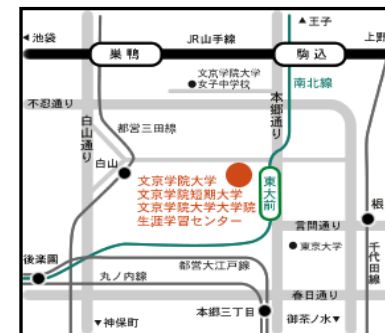 ▲王子
◀池袋
JR山手線
上野
巣鴨
駒込
文京学院大学
●女子中学校
南北線
不忍通り
本郷通り
白山通り
都営三田線
白山
文京学院大学
文京学院短期大学
文京学院大学大学院
生涯学習センター
東大前
根
言問通り
●東京大学
千代田線
後楽園
都営大江戸線
丸ノ内線
春日通り
本郷三丁目
▼神保町
御茶ノ水▼